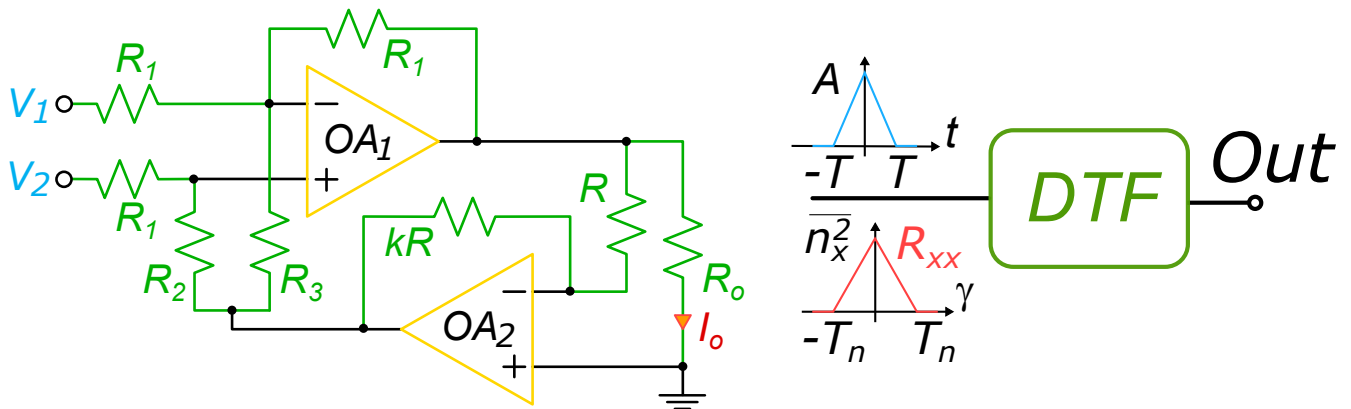 R₁
R₁
V₁
OA₁
V₂
R₁
R₂
R₃
kR
R
Rₒ
OA₂
Iₒ
A
t
-T
T
DTF
Out
n²ₓ
Rₓₓ
γ
-Tₙ
Tₙ